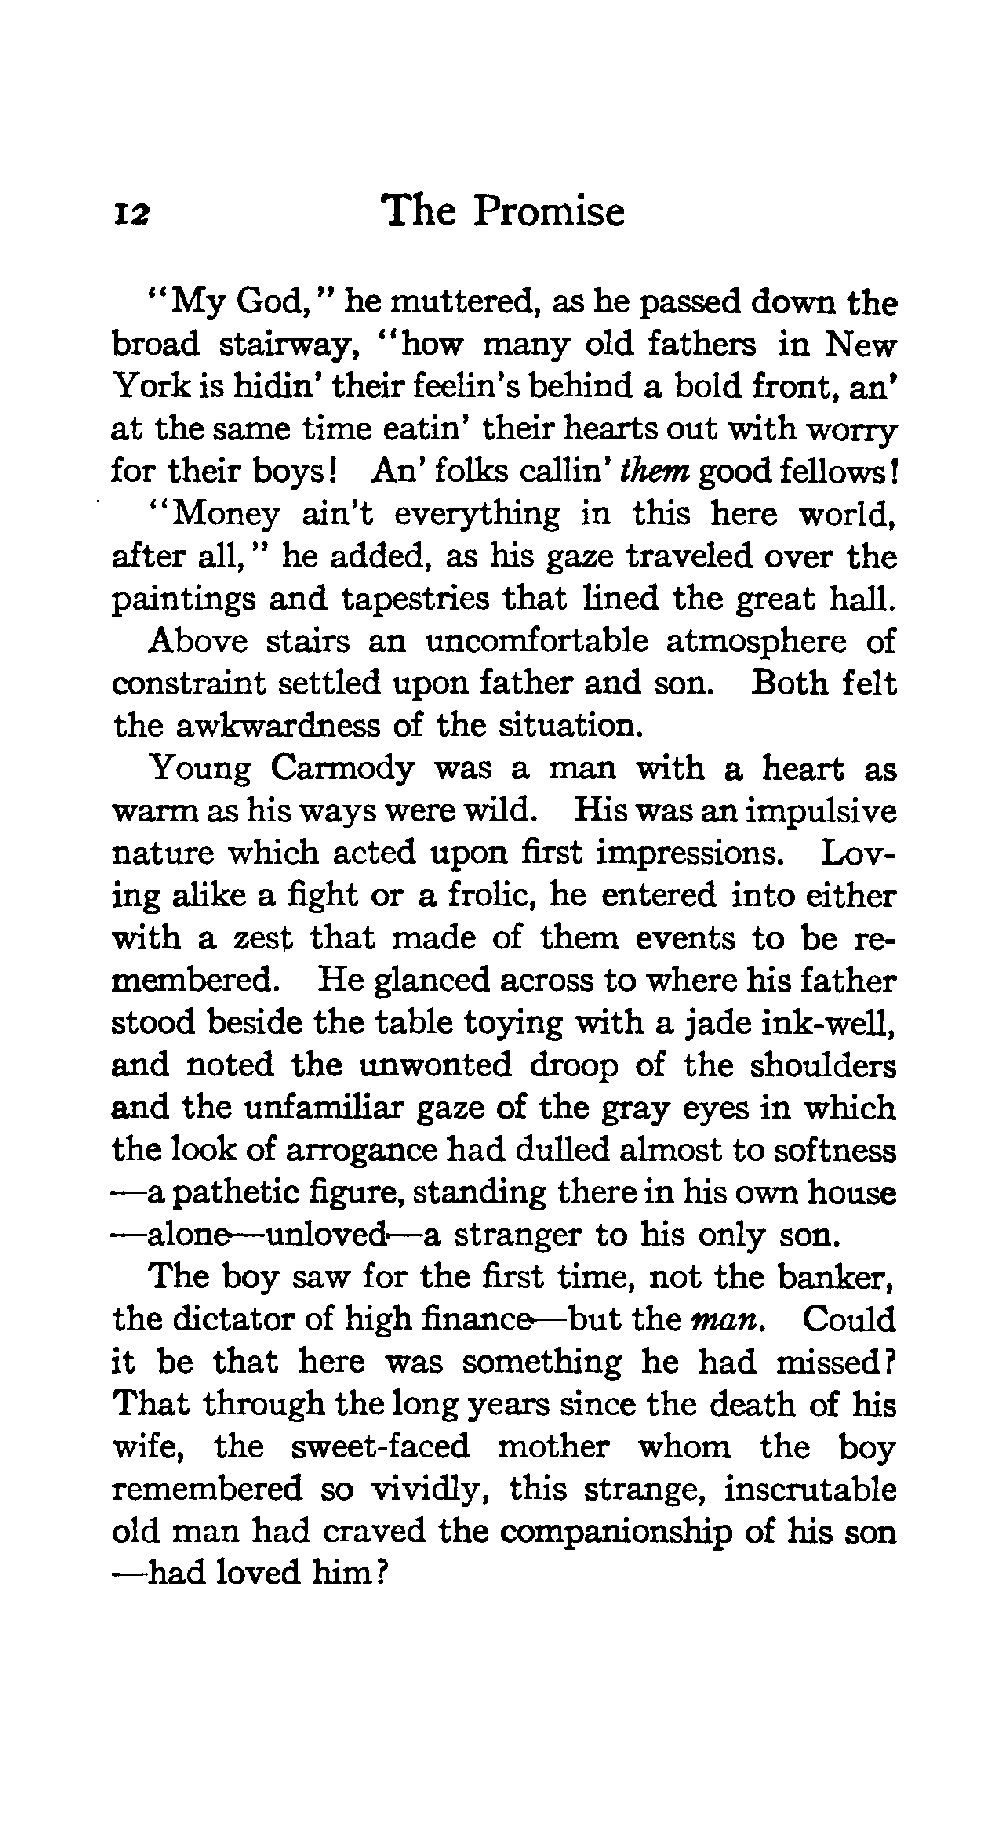 12 The Promise
“My God,” he muttered, as he passed down the
broad stairway, “how many old fathers in New
York is hidin’ their feelin’s behind a bold front, an’
at the same time eatin’ their hearts out with worry
for their boys! An’ folks callin’ them good fellows!
“Money ain’t everything in this here world,
after all,” he added, as his gaze traveled over the
paintings and tapestries that lined the great hall.
Above stairs an uncomfortable atmosphere of
constraint settled upon father and son. Both felt
the awkwardness of the situation.
Young Carmody was a man with a heart as
warm as his ways were wild. His was an impulsive
nature which acted upon first impressions. Lov-
ing alike a fight or a frolic, he entered into either
with a zest that made of them events to be re-
membered. He glanced across to where his father
stood beside the table toying with a jade ink-well,
and noted the unwonted droop of the shoulders
and the unfamiliar gaze of the gray eyes in which
the look of arrogance had dulled almost to softness
—a pathetic figure, standing there in his own house
—alone—unloved—a stranger to his only son.
The boy saw for the first time, not the banker,
the dictator of high finance—but the man. Could
it be that here was something he had missed?
That through the long years since the death of his
wife, the sweet-faced mother whom the boy
remembered so vividly, this strange, inscrutable
old man had craved the companionship of his son
—had loved him?